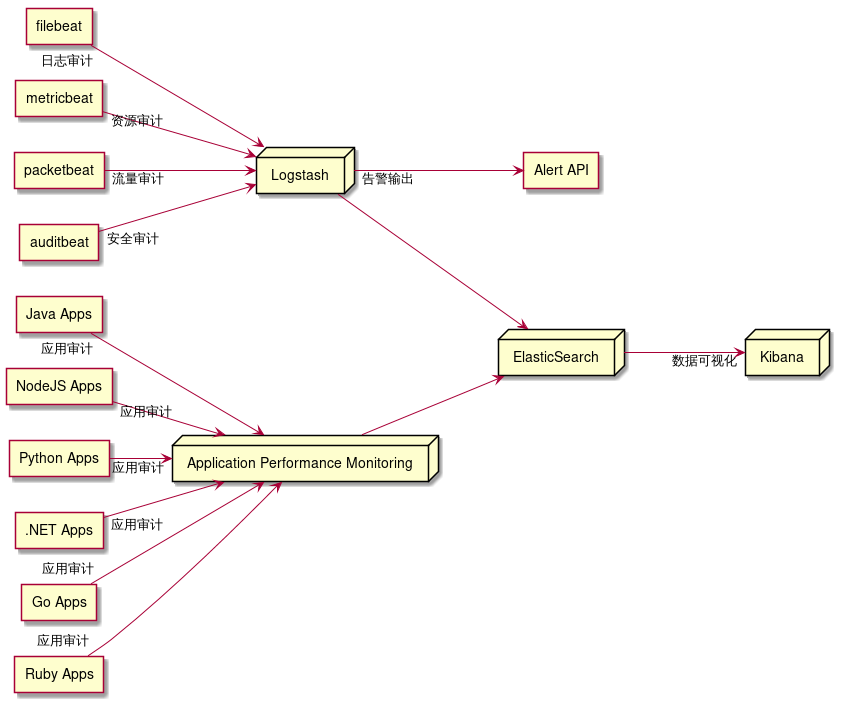 filebeat
日志审计
metricbeat
资源审计
packetbeat
流量审计
auditbeat
安全审计
Logstash
告警输出
Alert API
Java Apps
应用审计
NodeJS Apps
应用审计
Python Apps
应用审计
.NET Apps
应用审计
Go Apps
应用审计
Ruby Apps
应用审计
Application Performance Monitoring
ElasticSearch
数据可视化
Kibana